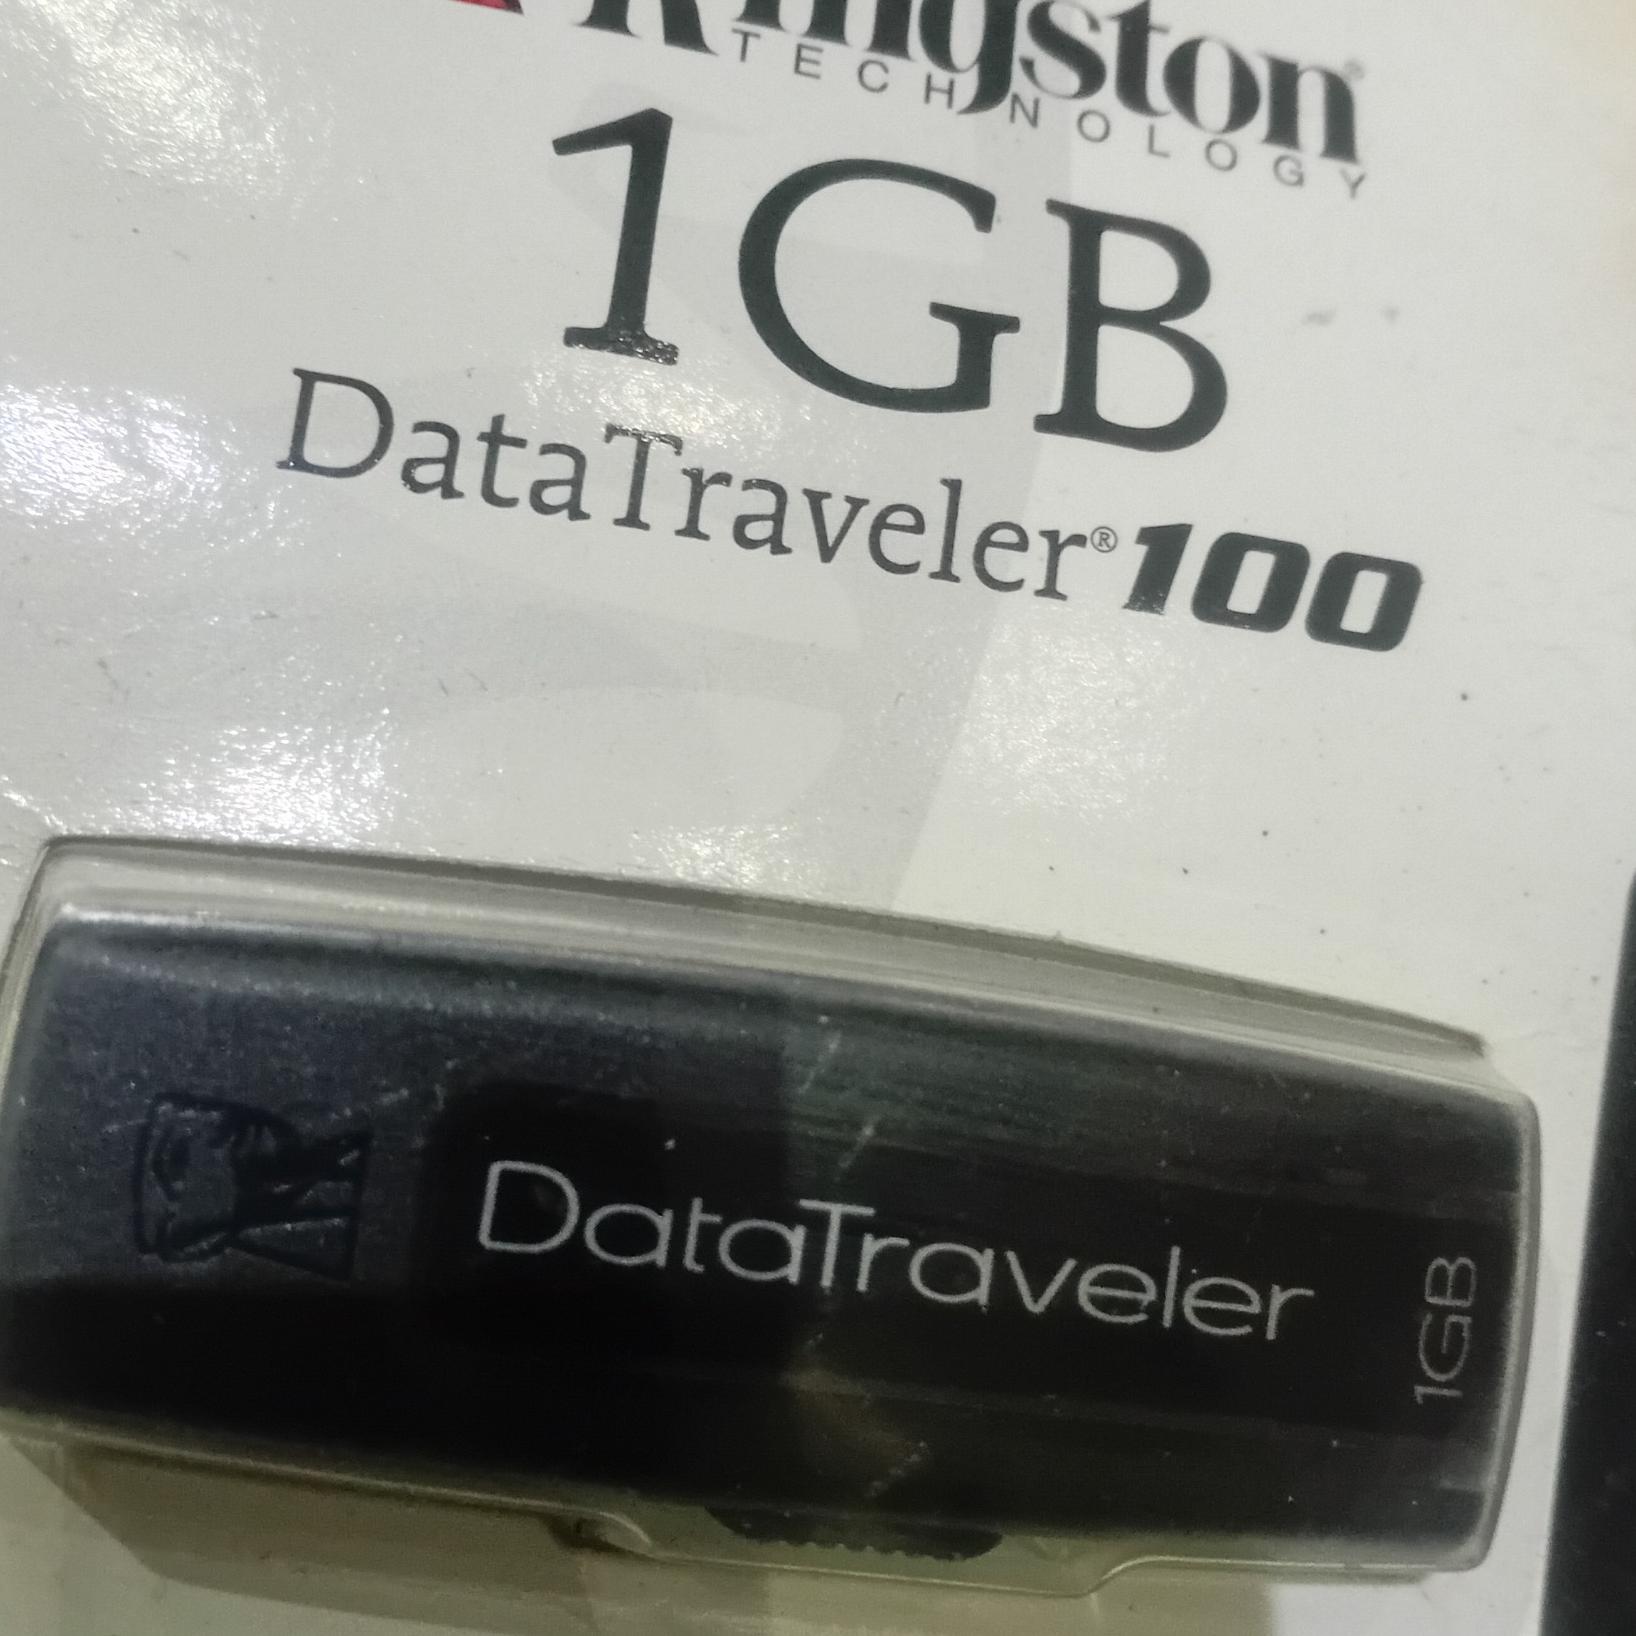 Kingston
TECHNOLOGY
1GB
DataTraveler® 100
DataTraveler
1GB